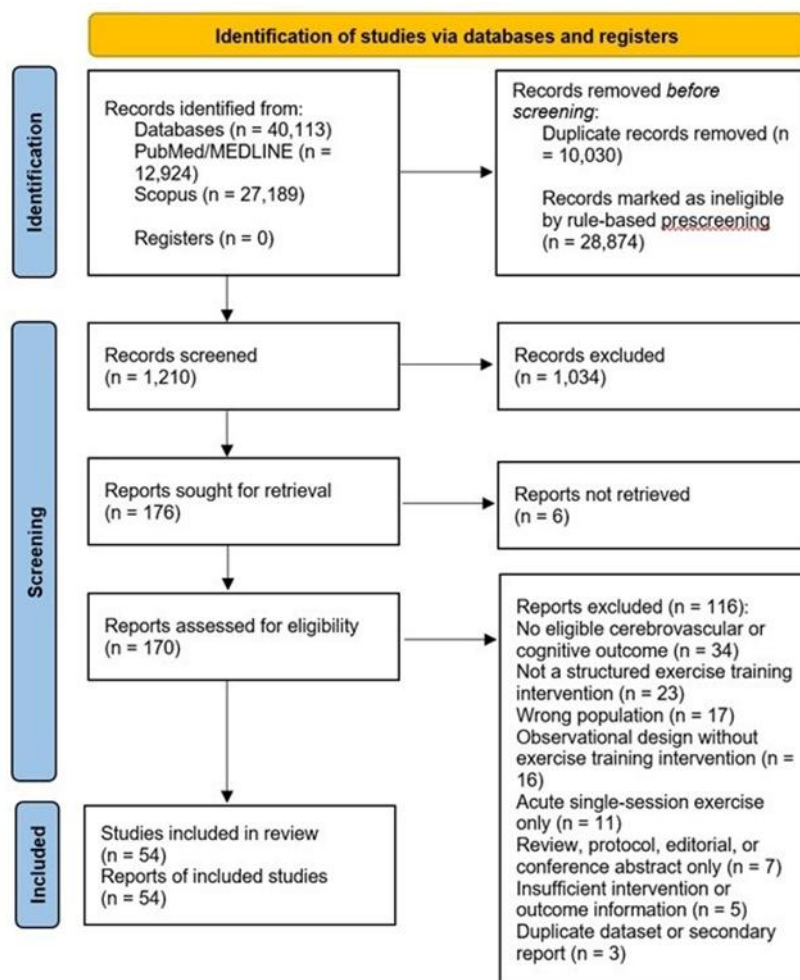 Identification of studies via databases and registers
Identification
Records identified from:
Databases (n = 40,113)
PubMed/MEDLINE (n =
12,924)
Scopus (n = 27,189)
Registers (n = 0)
Records removed before
screening:
Duplicate records removed (n
= 10,030)
Records marked as ineligible
by rule-based prescreening
(n = 28,874)
Screening
Records screened
(n = 1,210)
Records excluded
(n = 1,034)
Reports sought for retrieval
(n = 176)
Reports not retrieved
(n = 6)
Reports assessed for eligibility
(n = 170)
Reports excluded (n = 116):
No eligible cerebrovascular or
cognitive outcome (n = 34)
Not a structured exercise training
intervention (n = 23)
Wrong population (n = 17)
Observational design without
exercise training intervention (n =
16)
Acute single-session exercise
only (n = 11)
Review, protocol, editorial, or
conference abstract only (n = 7)
Insufficient intervention or
outcome information (n = 5)
Duplicate dataset or secondary
report (n = 3)
Included
Studies included in review
(n = 54)
Reports of included studies
(n = 54)